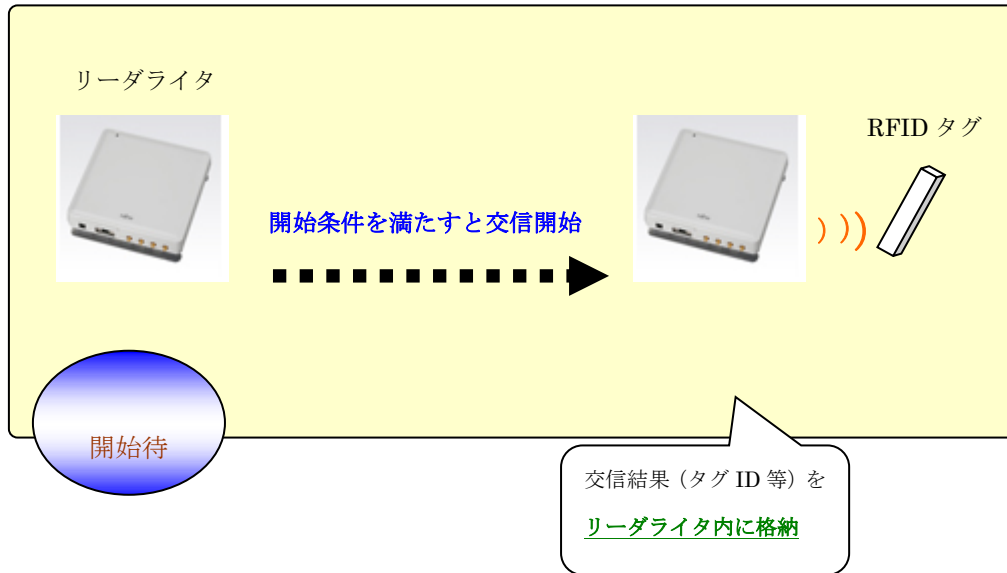 リーダライタ
RFID タグ
開始条件を満たすと交信開始
開始待
交信結果（タグ ID 等）を
リーダライタ内に格納